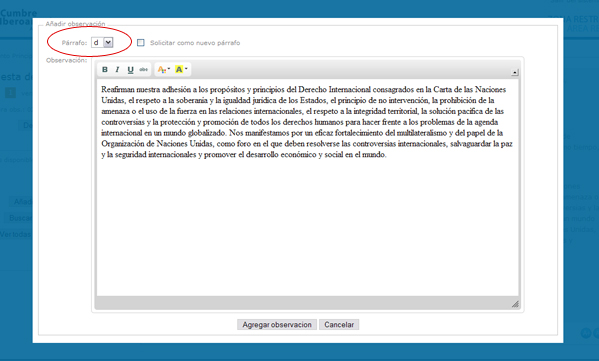 Cumbre
Añadir observación
Párrafo: d
Solicitar como nuevo párrafo
Observación:
B I U abc A A
Reafirman nuestra adhesión a los propósitos y principios del Derecho Internacional consagrados en la Carta de las Naciones
Unidas, el respeto a la soberanía y la igualdad jurídica de los Estados, el principio de no intervención, la prohibición de la
amenaza o el uso de la fuerza en las relaciones internacionales, el respeto a la integridad territorial, la solución pacífica de las
controversias y la protección y promoción de todos los derechos humanos para hacer frente a los problemas de la agenda
internacional en un mundo globalizado. Nos manifestamos por un eficaz fortalecimiento del multilateralismo y del papel de la
Organización de Naciones Unidas, como foro en el que deben resolverse las controversias internacionales, salvaguardar la paz
y la seguridad internacionales y promover el desarrollo económico y social en el mundo.
Agregar observacion
Cancelar